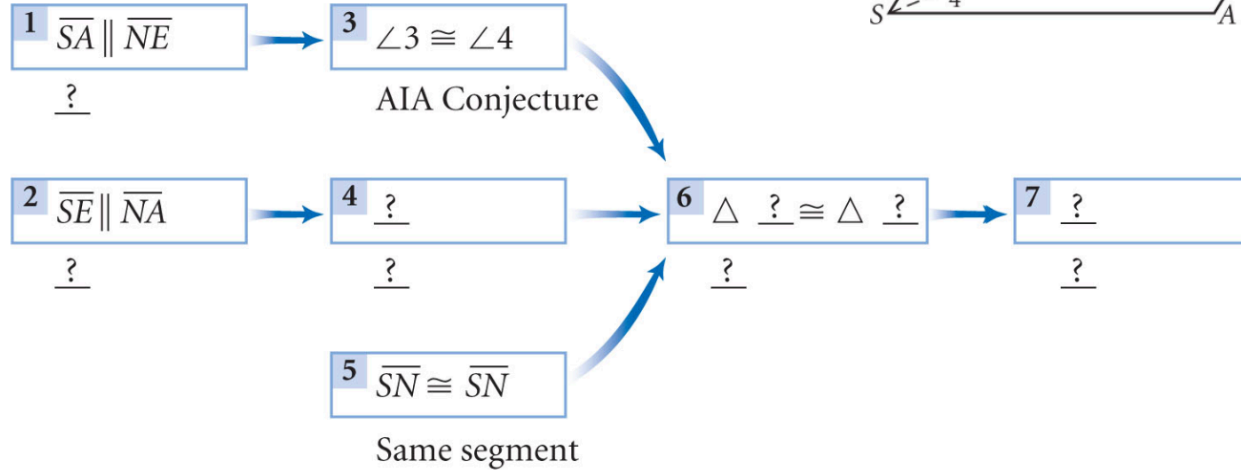 S 4 A
1 SA ∥ NE
?
3 ∠3 ≅ ∠4
AIA Conjecture
2 SE ∥ NA
?
4 ?
?
6 △ ? ≅ △ ?
?
7 ?
?
5 SN ≅ SN
Same segment